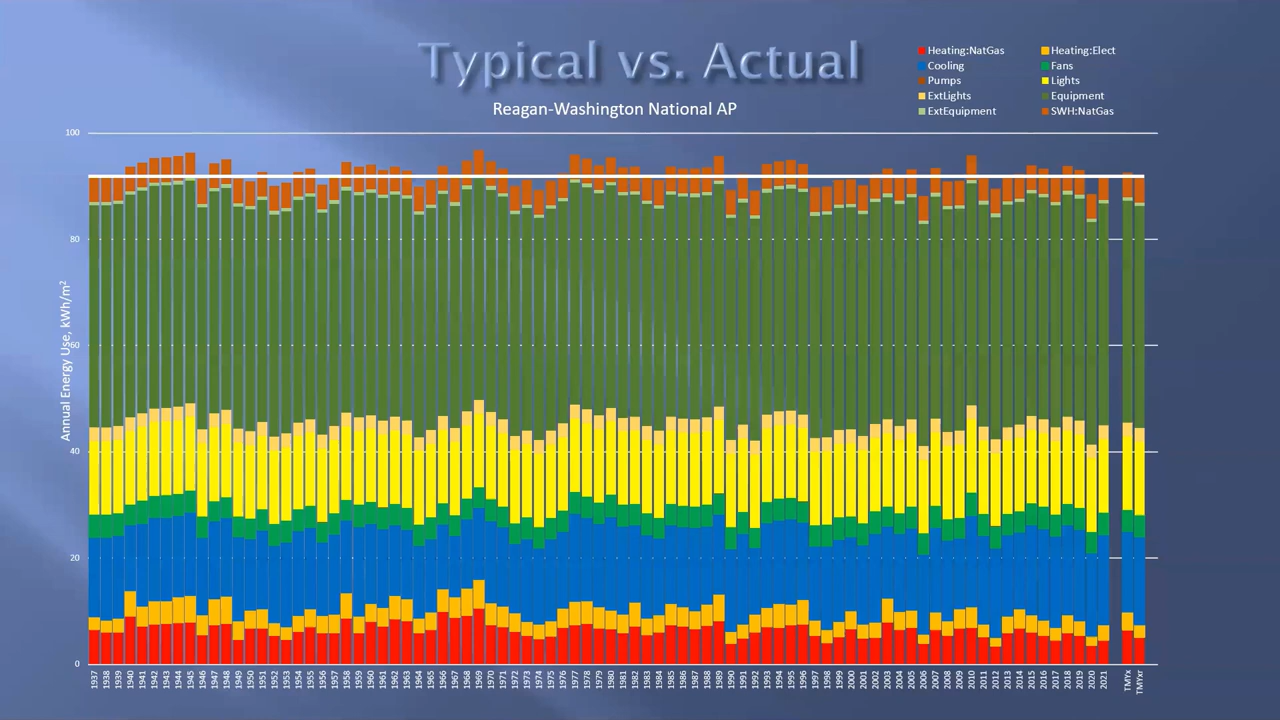 Typical vs. Actual
Reagan-Washington National AP
Heating:NatGas Heating:Elect
Cooling Fans
Pumps Lights
ExtLights Equipment
ExtEquipment SWH:NatGas
Annual Energy Use, kWh/m²
100
80
60
40
20
0
1937 1938 1939 1940 1941 1942 1943 1944 1945 1946 1947 1948 1949 1950 1951 1952 1953 1954 1955 1956 1957 1958 1959 1960 1961 1962 1963 1964 1965 1966 1967 1968 1969 1970 1971 1972 1973 1974 1975 1976 1977 1978 1979 1980 1981 1982 1983 1984 1985 1986 1987 1988 1989 1990 1991 1992 1993 1994 1995 1996 1997 1998 1999 2000 2001 2002 2003 2004 2005 2006 2007 2008 2009 2010 2011 2012 2013 2014 2015 2016 2017 2018 2019 2020 2021 TMYx TMYxr